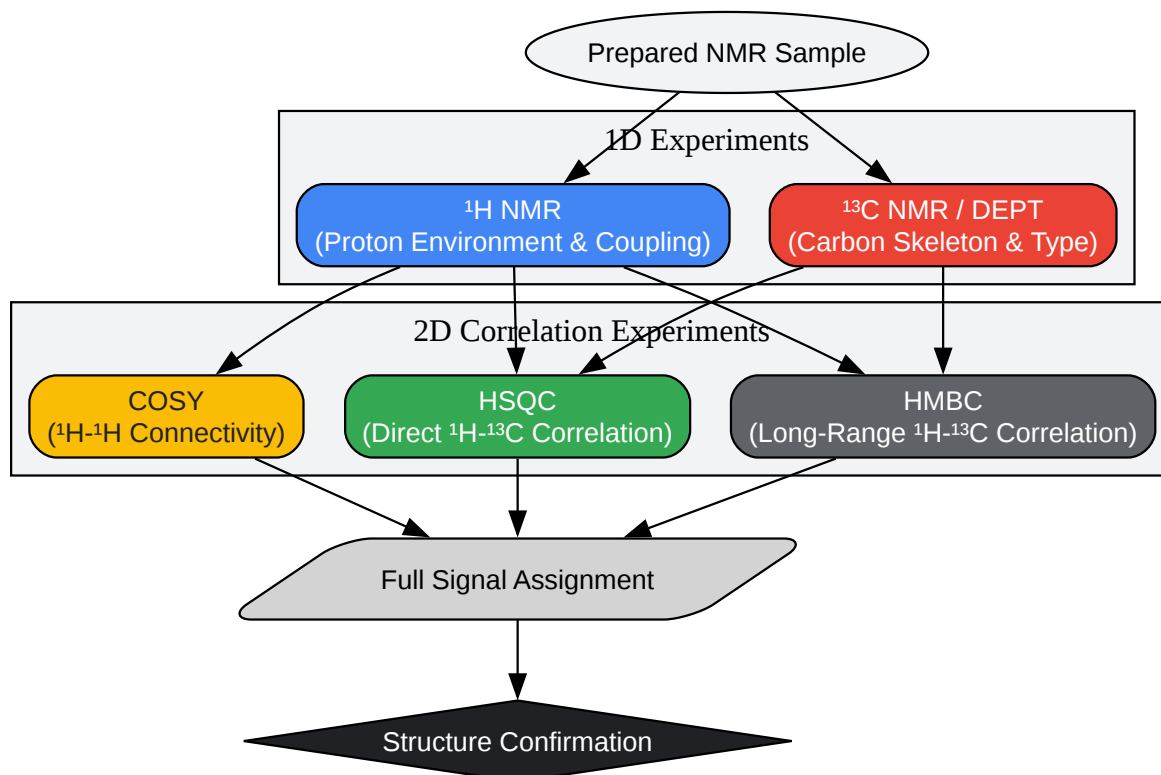 Prepared NMR Sample
1D Experiments
¹H NMR
(Proton Environment & Coupling)
¹³C NMR / DEPT
(Carbon Skeleton & Type)
2D Correlation Experiments
COSY
(¹H-¹H Connectivity)
HSQC
(Direct ¹H-¹³C Correlation)
HMBC
(Long-Range ¹H-¹³C Correlation)
Full Signal Assignment
Structure Confirmation